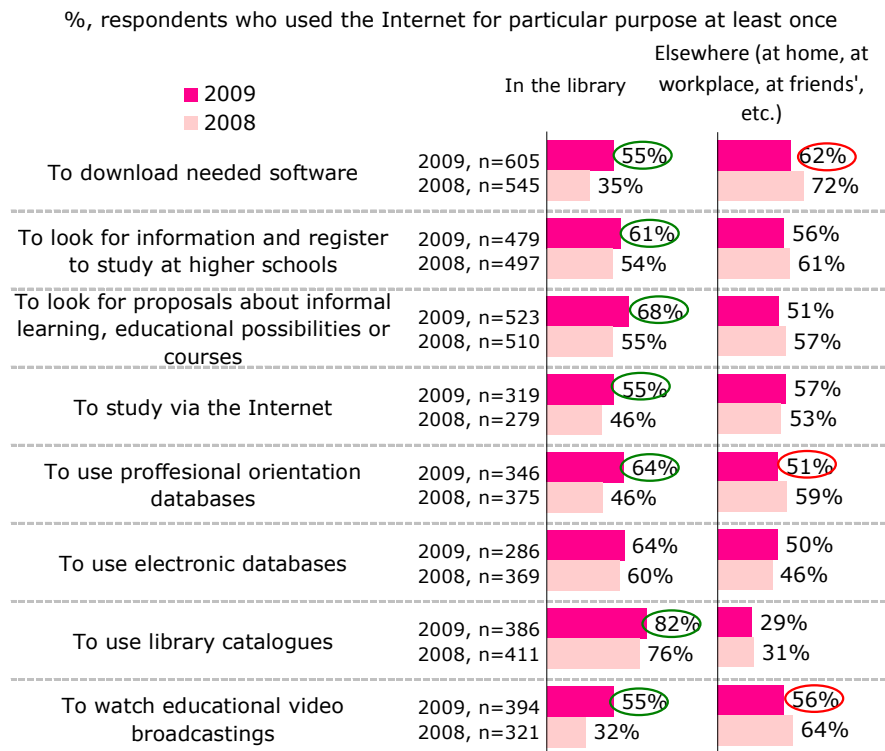 %, respondents who used the Internet for particular purpose at least once
2009
2008
In the library
Elsewhere (at home, at
workplace, at friends',
etc.)
To download needed software
2009, n=605
2008, n=545
55%
35%
62%
72%
To look for information and register
to study at higher schools
2009, n=479
2008, n=497
61%
54%
56%
61%
To look for proposals about informal
learning, educational possibilities or
courses
2009, n=523
2008, n=510
68%
55%
51%
57%
To study via the Internet
2009, n=319
2008, n=279
55%
46%
57%
53%
To use proffesional orientation
databases
2009, n=346
2008, n=375
64%
46%
51%
59%
To use electronic databases
2009, n=286
2008, n=369
64%
60%
50%
46%
To use library catalogues
2009, n=386
2008, n=411
82%
76%
29%
31%
To watch educational video
broadcastings
2009, n=394
2008, n=321
55%
32%
56%
64%